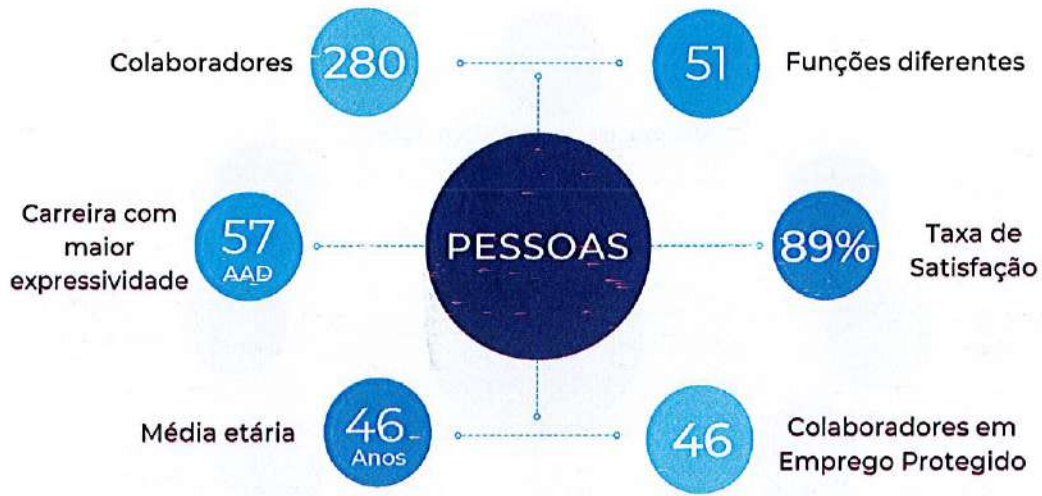 Colaboradores
280
51
Funções diferentes
Carreira com
maior
expressividade
57
AAD
PESSOAS
89%
Taxa de
Satisfação
Média etária
46
Anos
46
Colaboradores em
Emprego Protegido